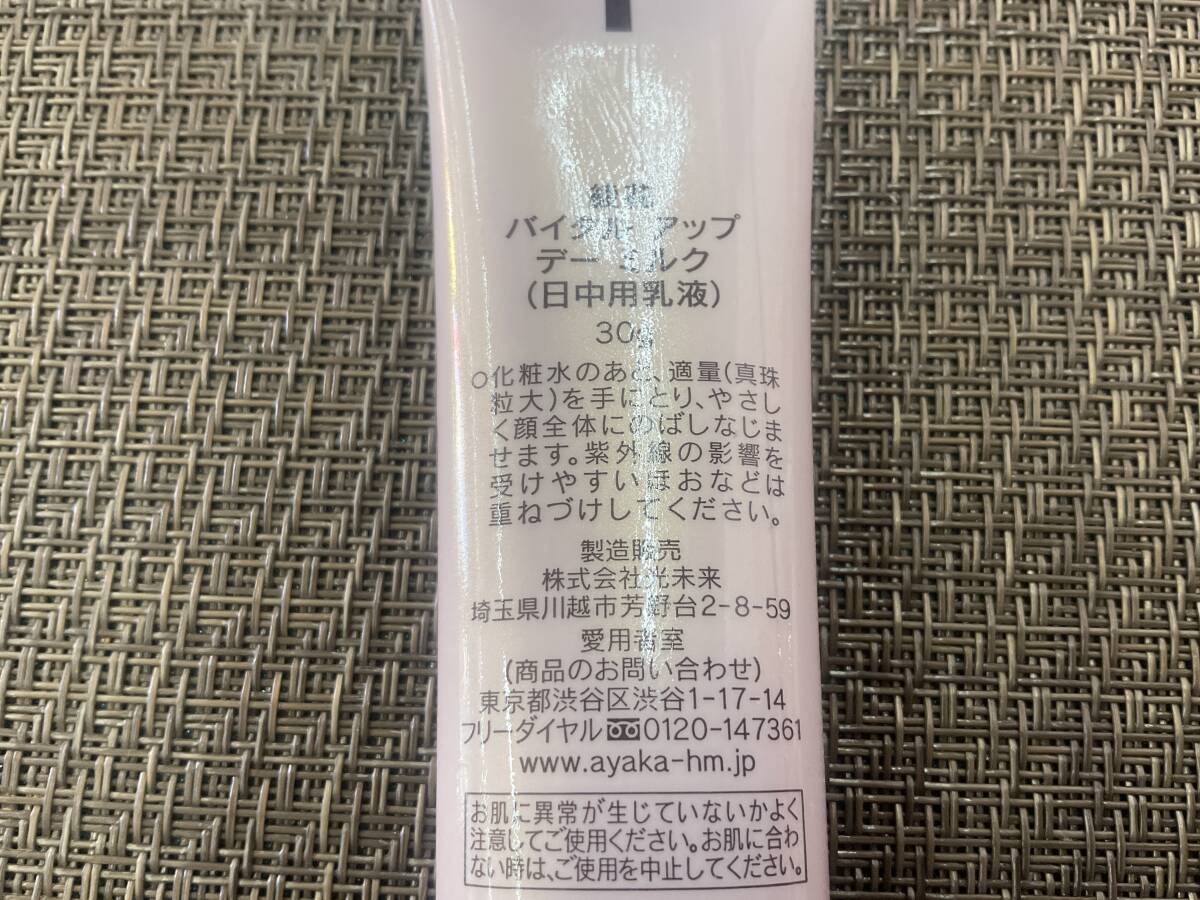 バイタル アップ
デー ミルク
(日中用乳液)
30g
○化粧水のあと、適量(真珠
粒大)を手にとり、やさし
く顔全体にのばしなじま
せます。紫外線の影響を
受けやすいほおなどは
重ねづけしてください。
製造販売
株式会社光未来
埼玉県川越市芳野台2-8-59
愛用者室
(商品のお問い合わせ)
東京都渋谷区渋谷1-17-14
フリーダイヤル 0120-147361
www.ayaka-hm.jp
お肌に異常が生じていないかよく
注意してご使用ください。お肌に合わ
ない時は、ご使用を中止してください。